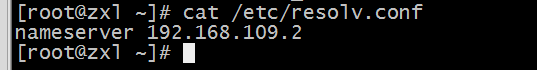 [root@zxl ~]# cat /etc/resolv.conf
nameserver 192.168.109.2
[root@zxl ~]#